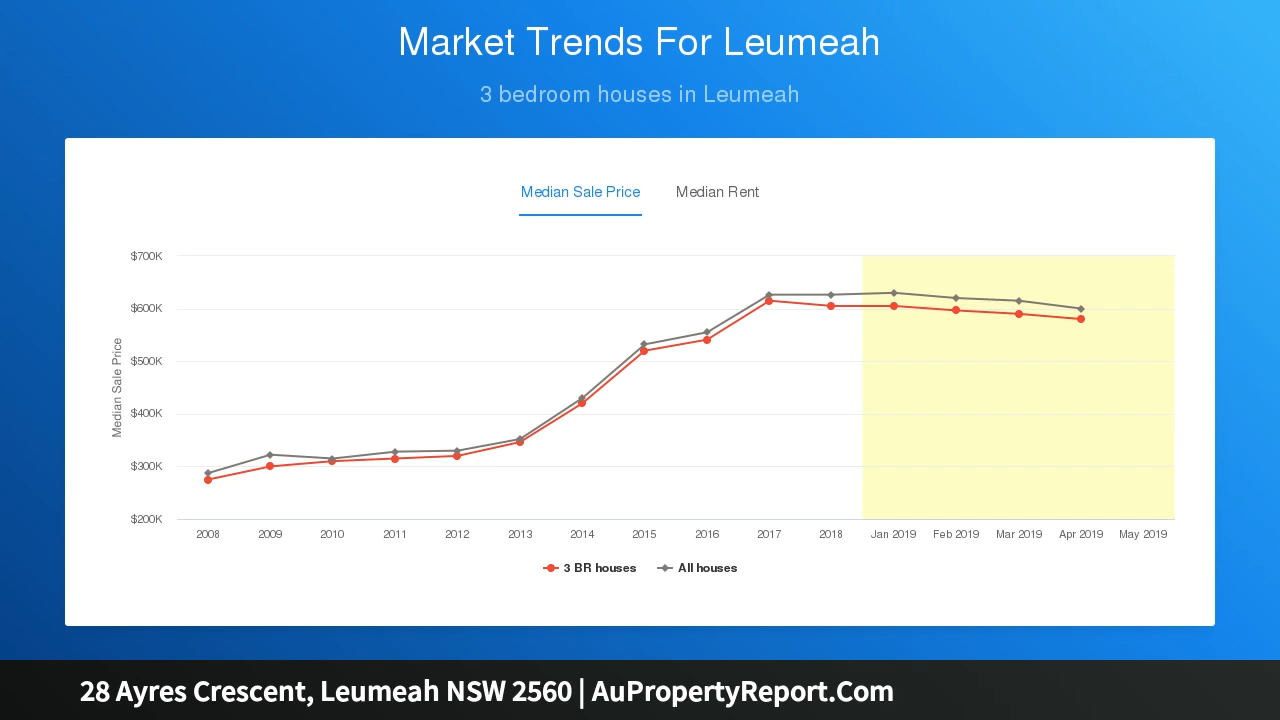 Market Trends For Leumeah
3 bedroom houses in Leumeah
Median Sale Price Median Rent
$700K
$600K
$500K
$400K
$300K
$200K
Median Sale Price
2008 2009 2010 2011 2012 2013 2014 2015 2016 2017 2018 Jan 2019 Feb 2019 Mar 2019 Apr 2019 May 2019
3 BR houses All houses
28 Ayres Crescent, Leumeah NSW 2560 | AuPropertyReport.Com